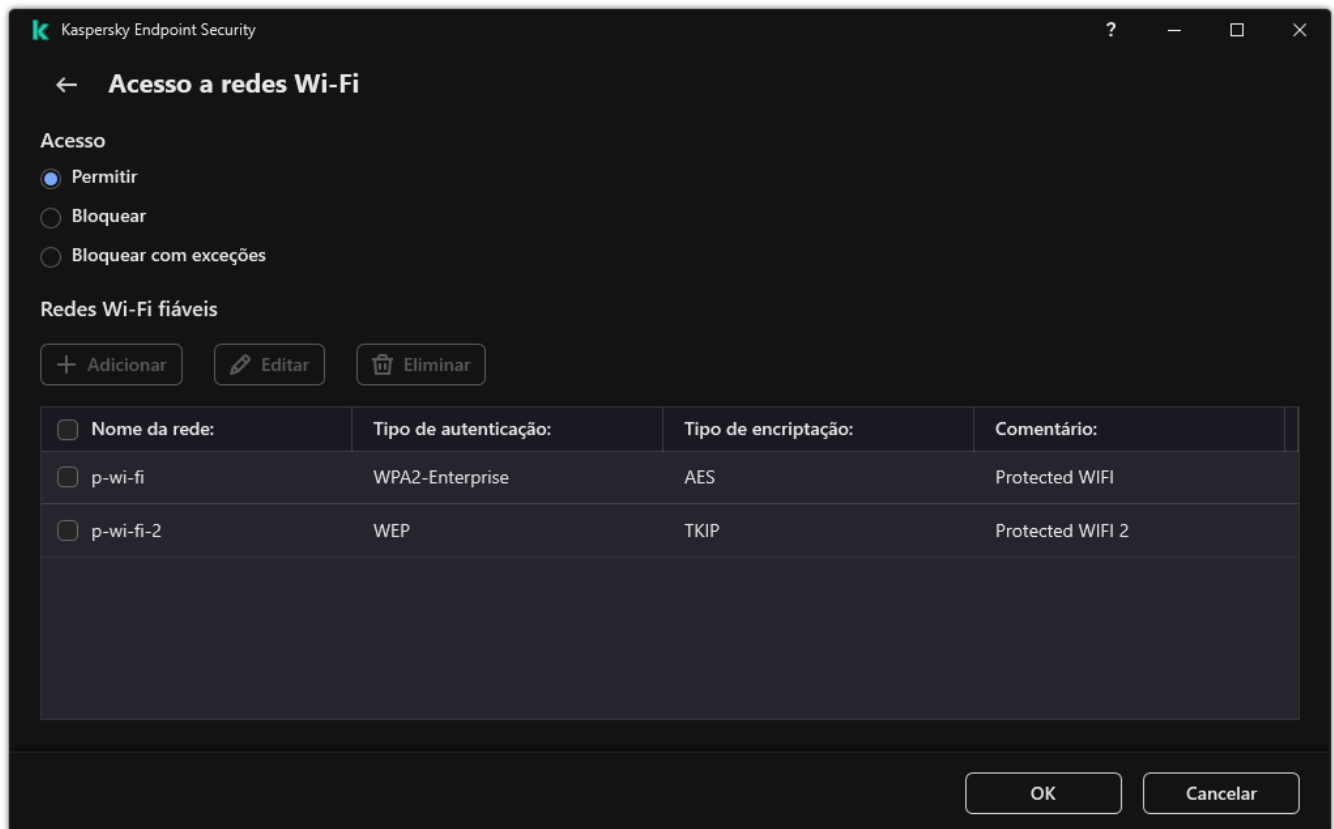 Kaspersky Endpoint Security ?
Acesso a redes Wi-Fi
Acesso
Permitir
Bloquear
Bloquear com exceções
Redes Wi-Fi fiáveis
Adicionar Editar Eliminar
Nome da rede: Tipo de autenticação: Tipo de encriptação: Comentário:
p-wi-fi WPA2-Enterprise AES Protected WIFI
p-wi-fi-2 WEP TKIP Protected WIFI 2
OK Cancelar